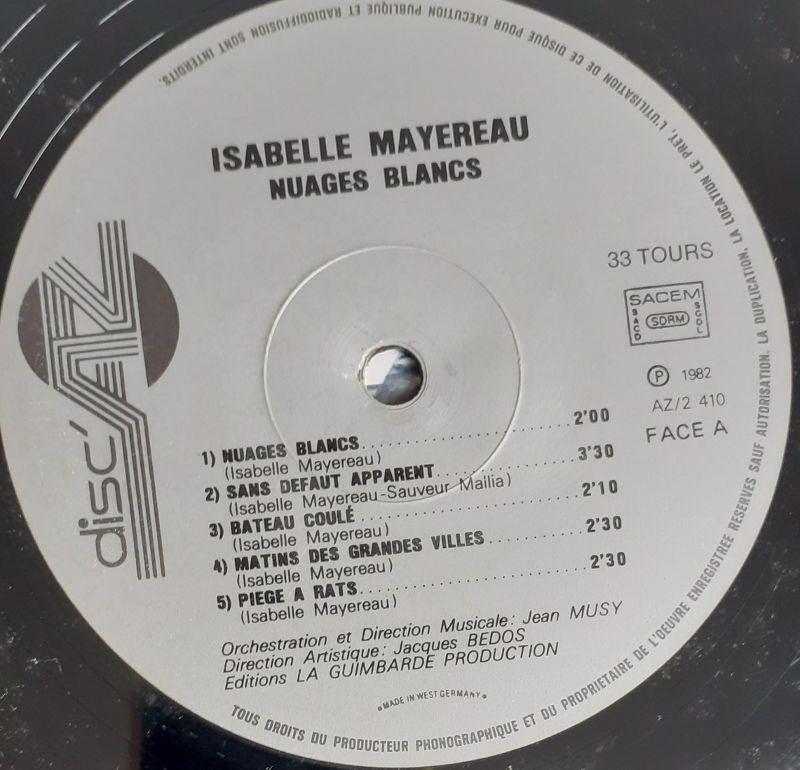 ISABELLE MAYEREAU
NUAGES BLANCS
disc'AZ
33 TOURS
SACEM
SACD
SDRM
SGDL
Ⓟ 1982
AZ/2 410
FACE A
1) NUAGES BLANCS..............................2'00
(Isabelle Mayereau)
2) SANS DEFAUT APPARENT....................3'30
(Isabelle Mayereau-Sauveur Mallia)
3) BATEAU COULÉ..............................2'10
(Isabelle Mayereau)
4) MATINS DES GRANDES VILLES.............2'30
(Isabelle Mayereau)
5) PIEGE A RATS..............................2'30
(Isabelle Mayereau)
Orchestration et Direction Musicale: Jean MUSY
Direction Artistique: Jacques BEDOS
Editions LA GUIMBARDE PRODUCTION
•MADE IN WEST GERMANY•
TOUS DROITS DU PRODUCTEUR PHONOGRAPHIQUE ET DU PROPRIETAIRE DE L'OEUVRE ENREGISTREE RESERVES SAUF AUTORISATION. LA DUPLICATION, LA LOCATION LE PRET, L'UTILISATION DE CE DISQUE POUR EXECUTION PUBLIQUE ET RADIODIFFUSION SONT INTERDITS.